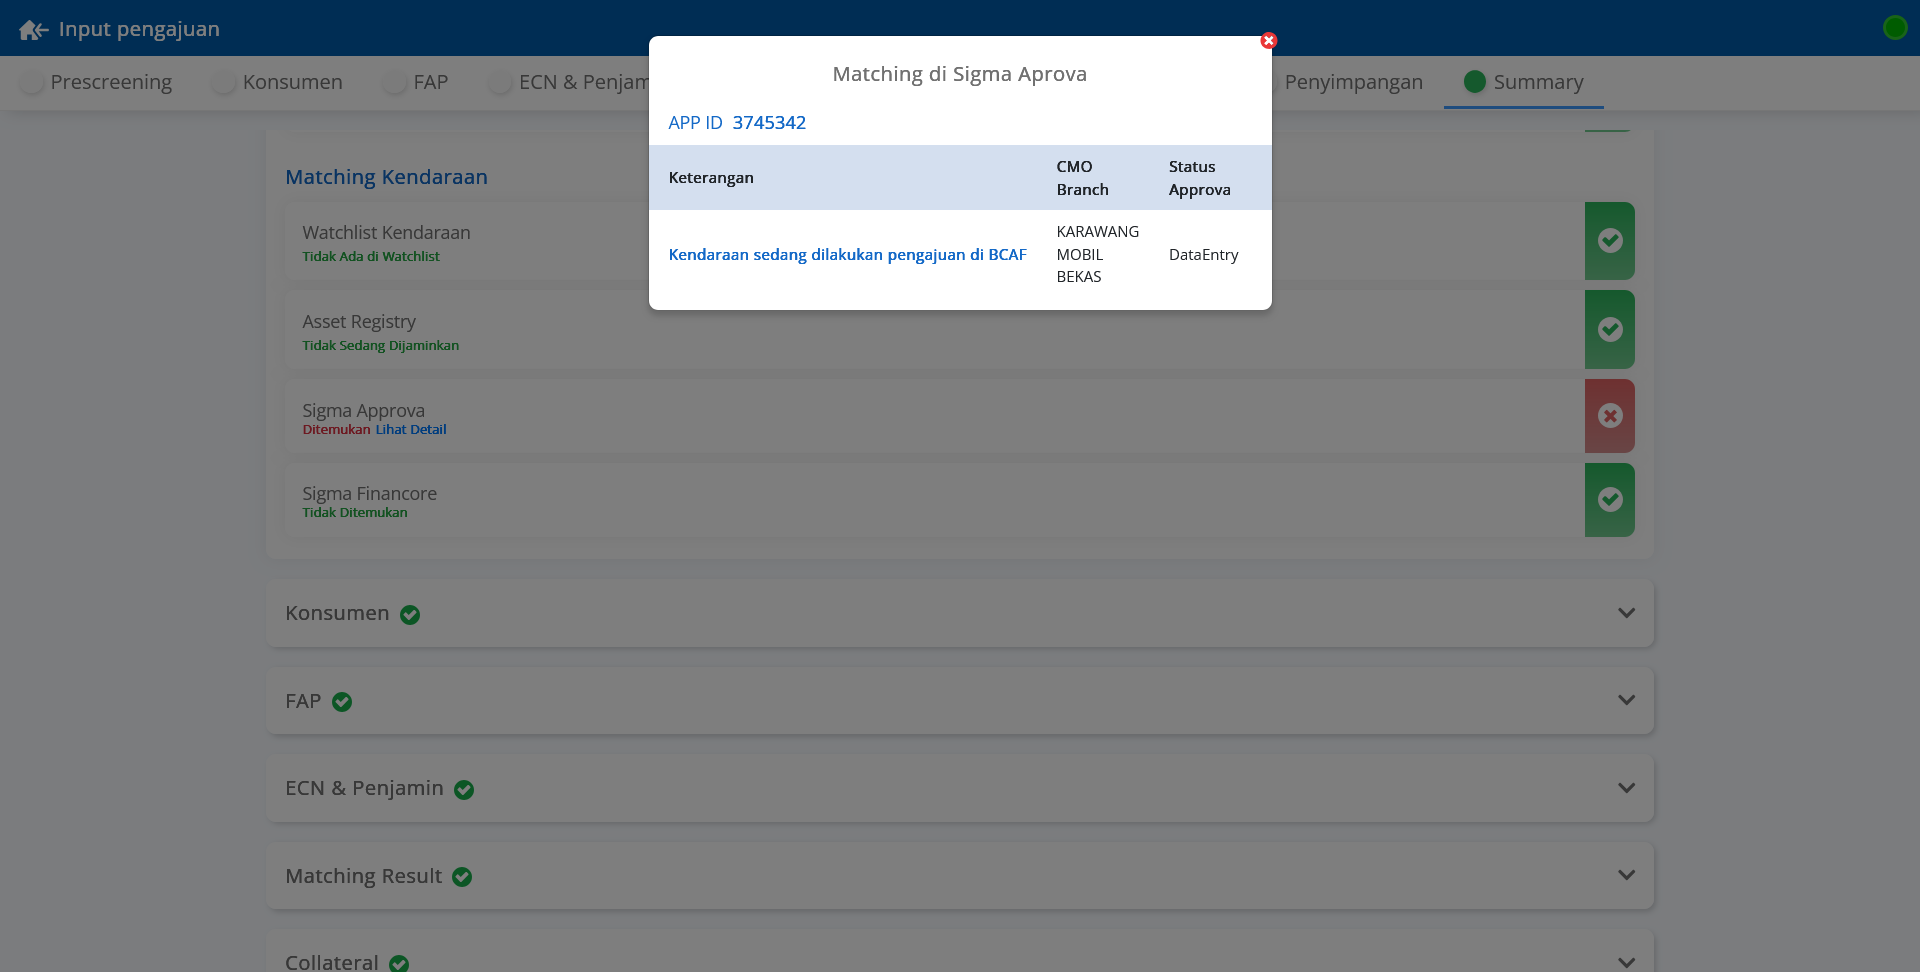 Input pengajuan
Prescreening
Konsumen
FAP
ECN & Penjam
Penyimpangan
Summary
Matching di Sigma Aprova
APP ID 3745342
Keterangan
CMO
Branch
Status
Approva
Kendaraan sedang dilakukan pengajuan di BCAF
KARAWANG
MOBIL
BEKAS
DataEntry
Matching Kendaraan
Watchlist Kendaraan
Tidak Ada di Watchlist
Asset Registry
Tidak Sedang Dijaminkan
Sigma Approva
Ditemukan Lihat Detail
Sigma Financore
Tidak Ditemukan
Konsumen
FAP
ECN & Penjamin
Matching Result
Collateral